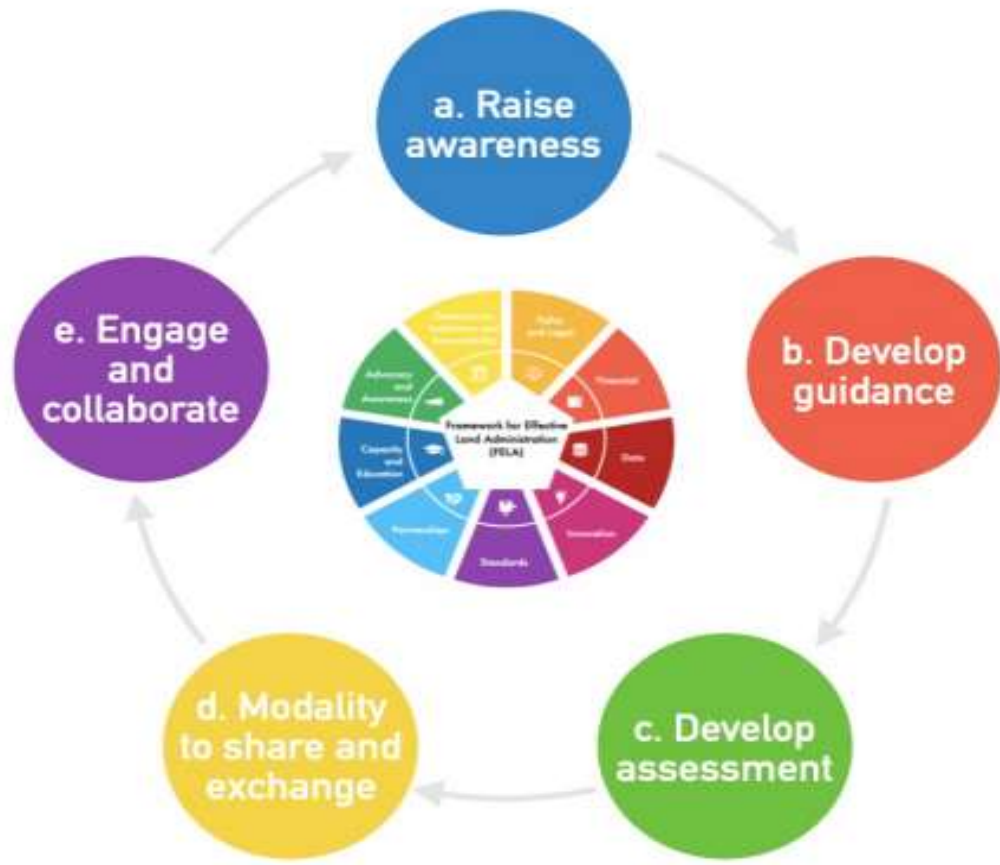 a. Raise
awareness
b. Develop
guidance
c. Develop
assessment
d. Modality
to share and
exchange
e. Engage
and
collaborate
Framework for Effective
Land Administration
(FELA)
Policy
and Legal
Financial
Data
Innovation
Standards
Partnerships
Capacity
and
Education
Advocacy
and
Awareness